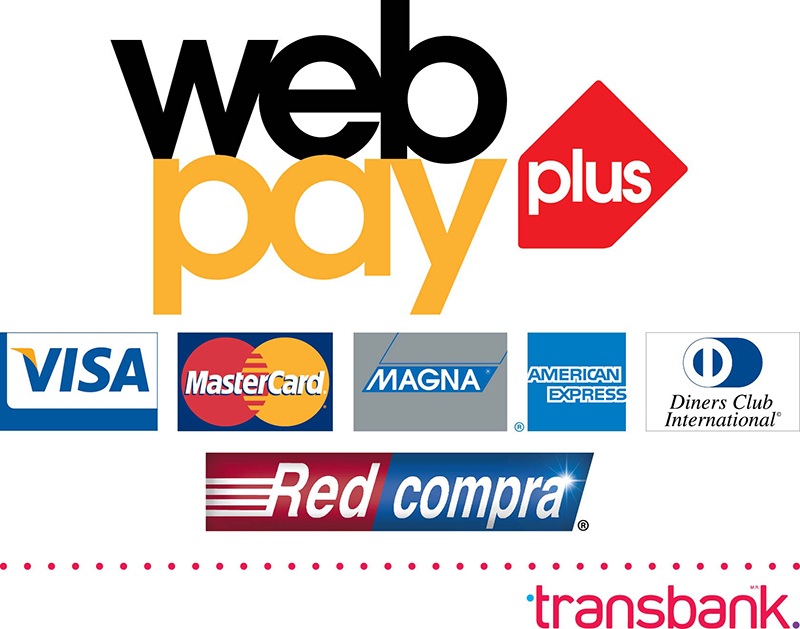 web
pay
plus
VISA
MasterCard
MAGNA
AMERICAN
EXPRESS
®
Diners Club
International®
Red compra®
transbank.